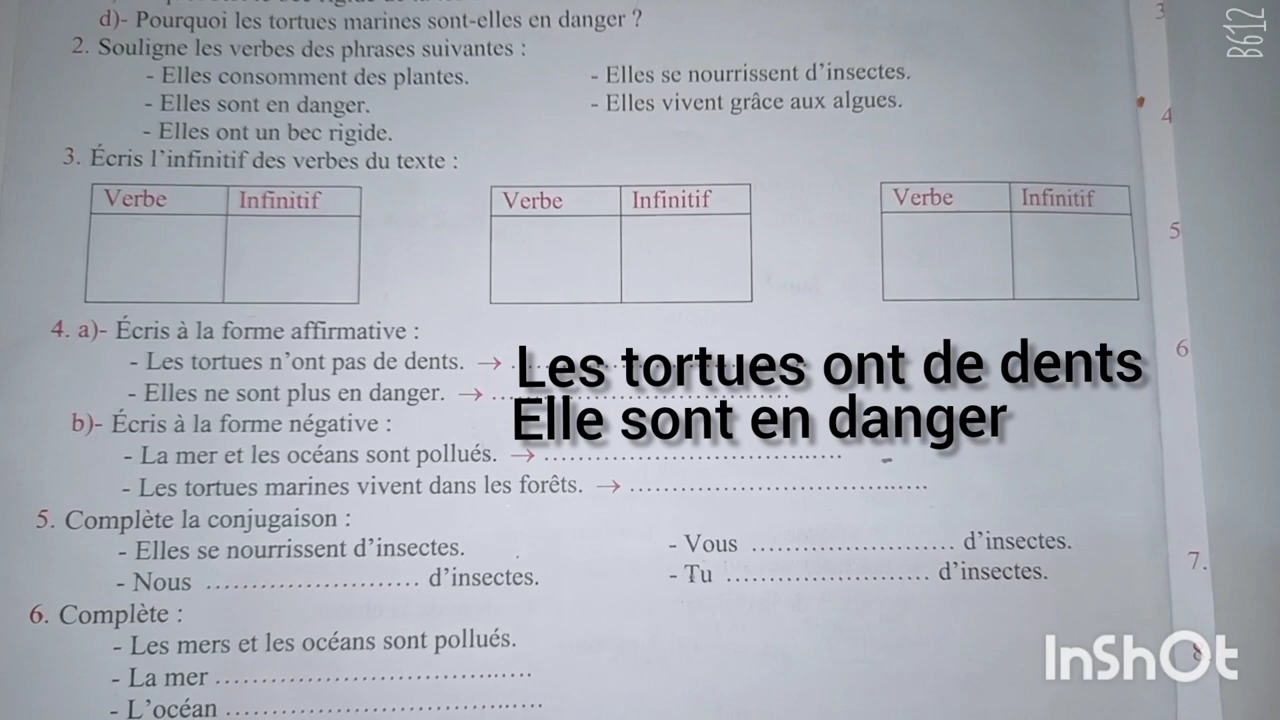 d)- Pourquoi les tortues marines sont-elles en danger ?
3
B612
2. Souligne les verbes des phrases suivantes :
- Elles consomment des plantes.
- Elles se nourrissent d'insectes.
- Elles sont en danger.
- Elles vivent grâce aux algues.
4
- Elles ont un bec rigide.
3. Écris l'infinitif des verbes du texte :
Verbe Infinitif
Verbe Infinitif
Verbe Infinitif
5
4. a)- Écris à la forme affirmative :
- Les tortues n'ont pas de dents. →
Les tortues ont de dents
6
- Elles ne sont plus en danger. →
Elle sont en danger
b)- Écris à la forme négative :
- La mer et les océans sont pollués. → ................................
- Les tortues marines vivent dans les forêts. → ................................
5. Complète la conjugaison :
- Elles se nourrissent d'insectes.
- Vous ........................ d'insectes.
7.
- Nous ........................ d'insectes.
- Tu ........................ d'insectes.
6. Complète :
- Les mers et les océans sont pollués.
- La mer ....................................
- L'océan ....................................
InShOt
8